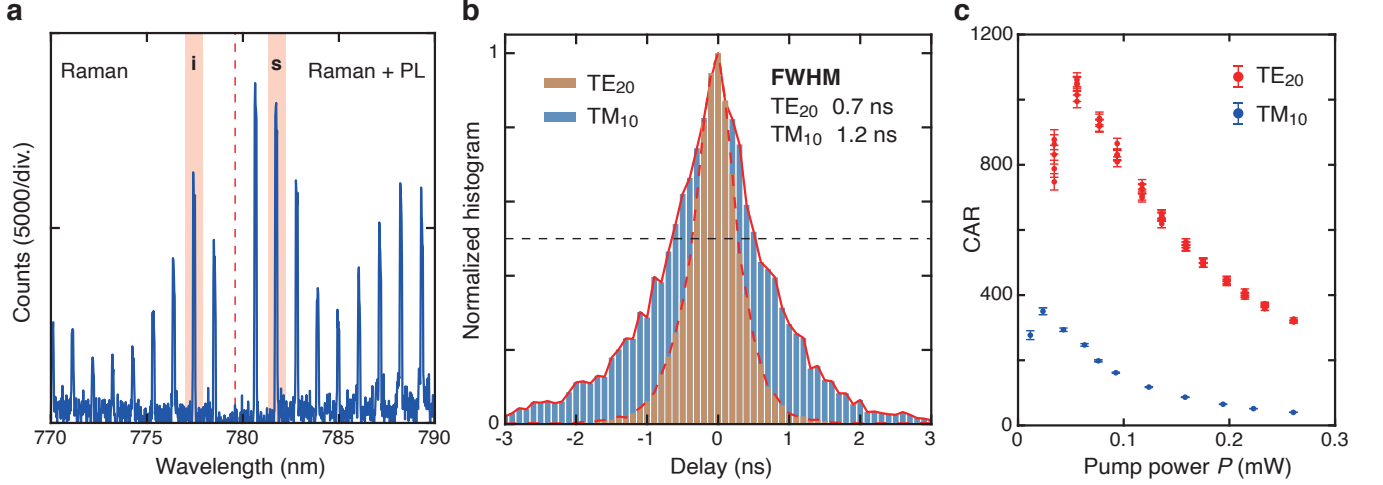 a
Raman
i
s
Raman + PL
Counts (5000/div.)
770
775
780
785
790
Wavelength (nm)
b
TE20
TM10
FWHM
TE20 0.7 ns
TM10 1.2 ns
Normalized histogram
1
0
-3
-2
-1
0
1
2
3
Delay (ns)
c
1200
800
400
0
CAR
TE20
TM10
0
0.1
0.2
0.3
Pump power P (mW)